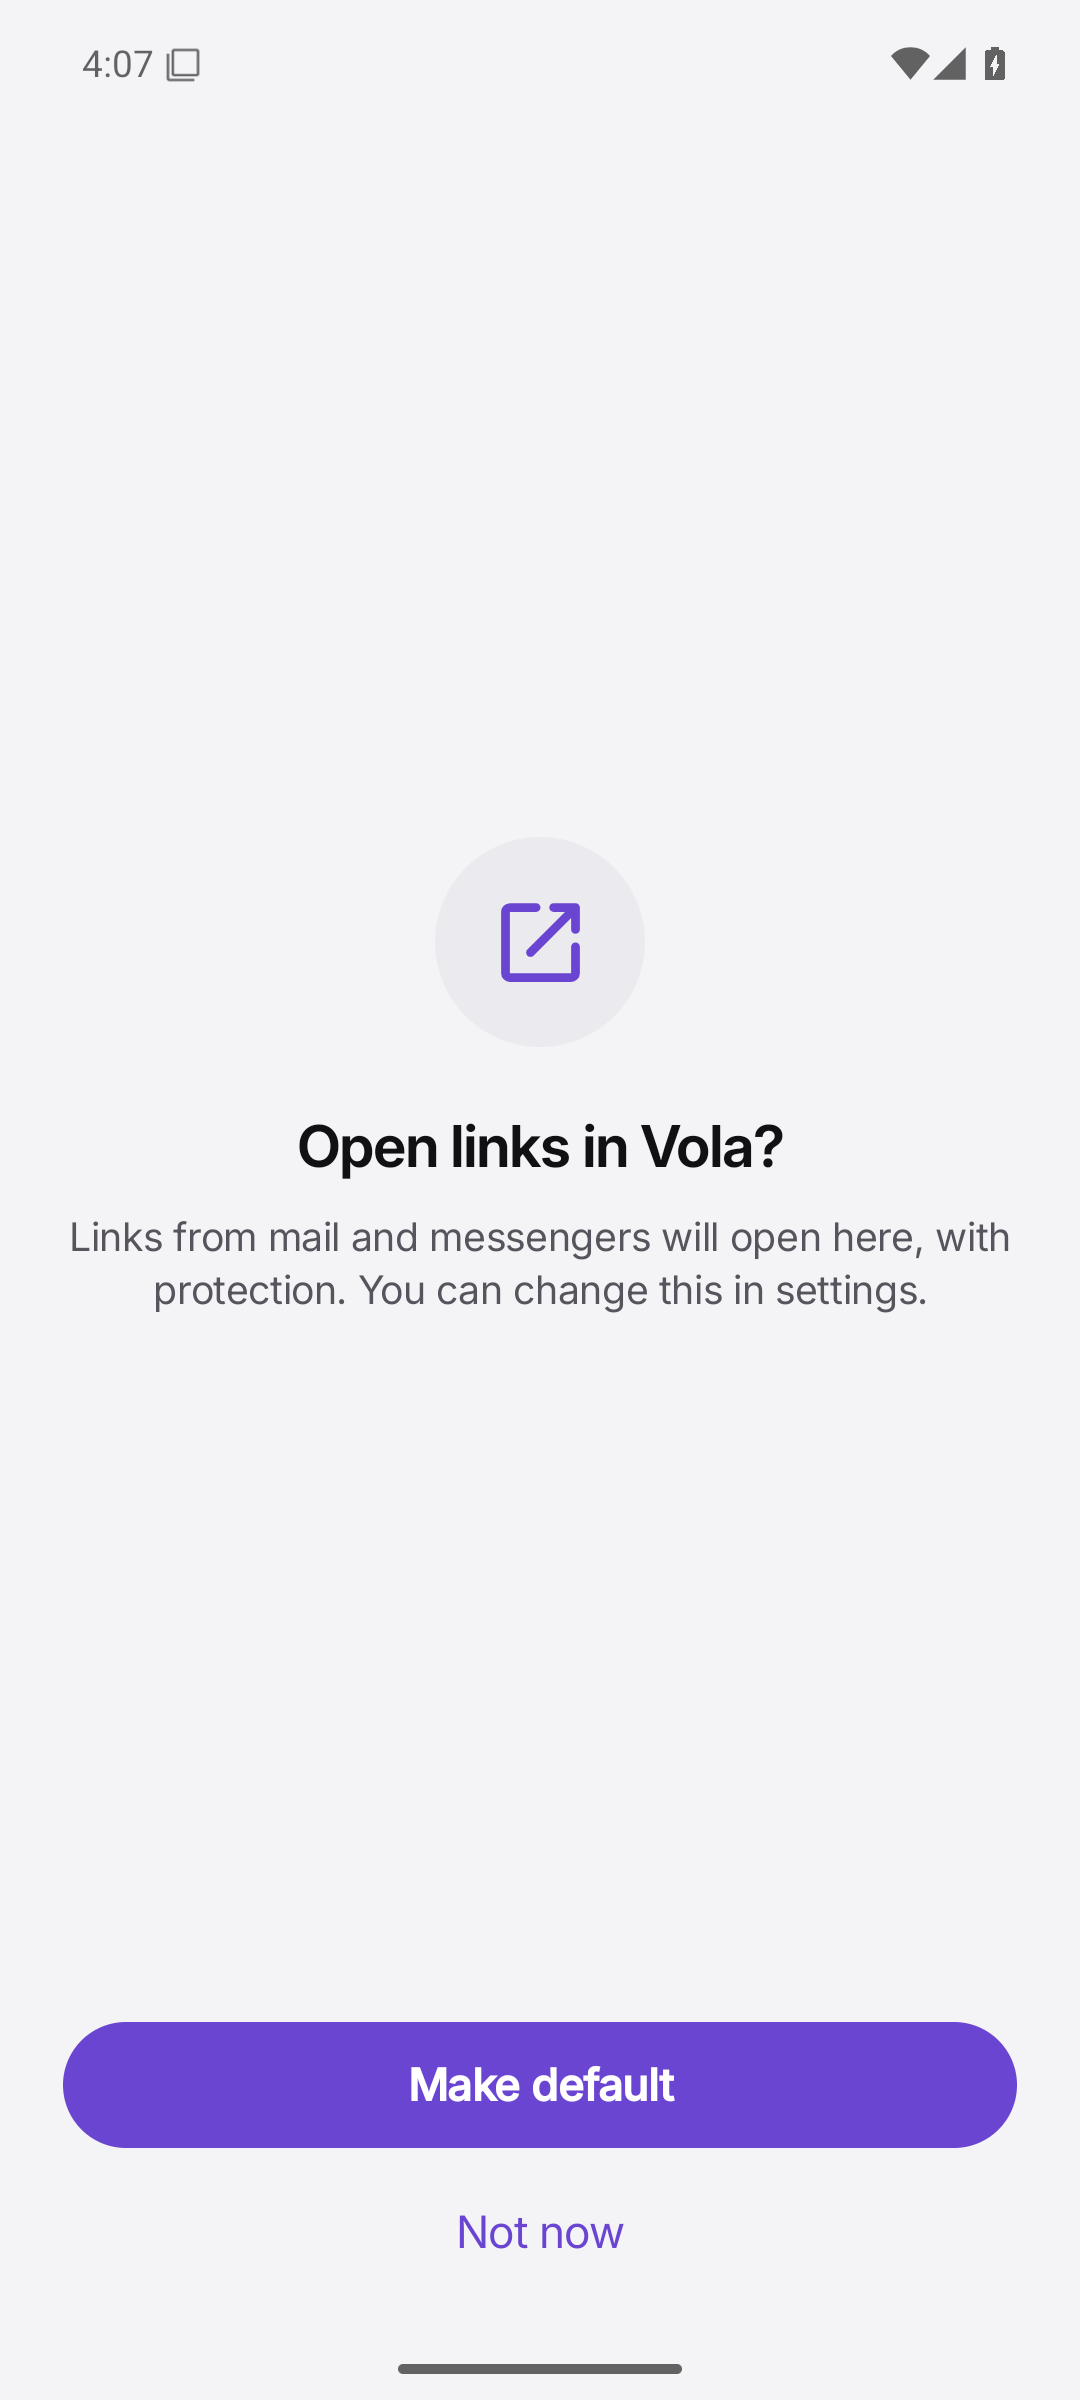 4:07
Open links in Vola?
Links from mail and messengers will open here, with
protection. You can change this in settings.
Make default
Not now